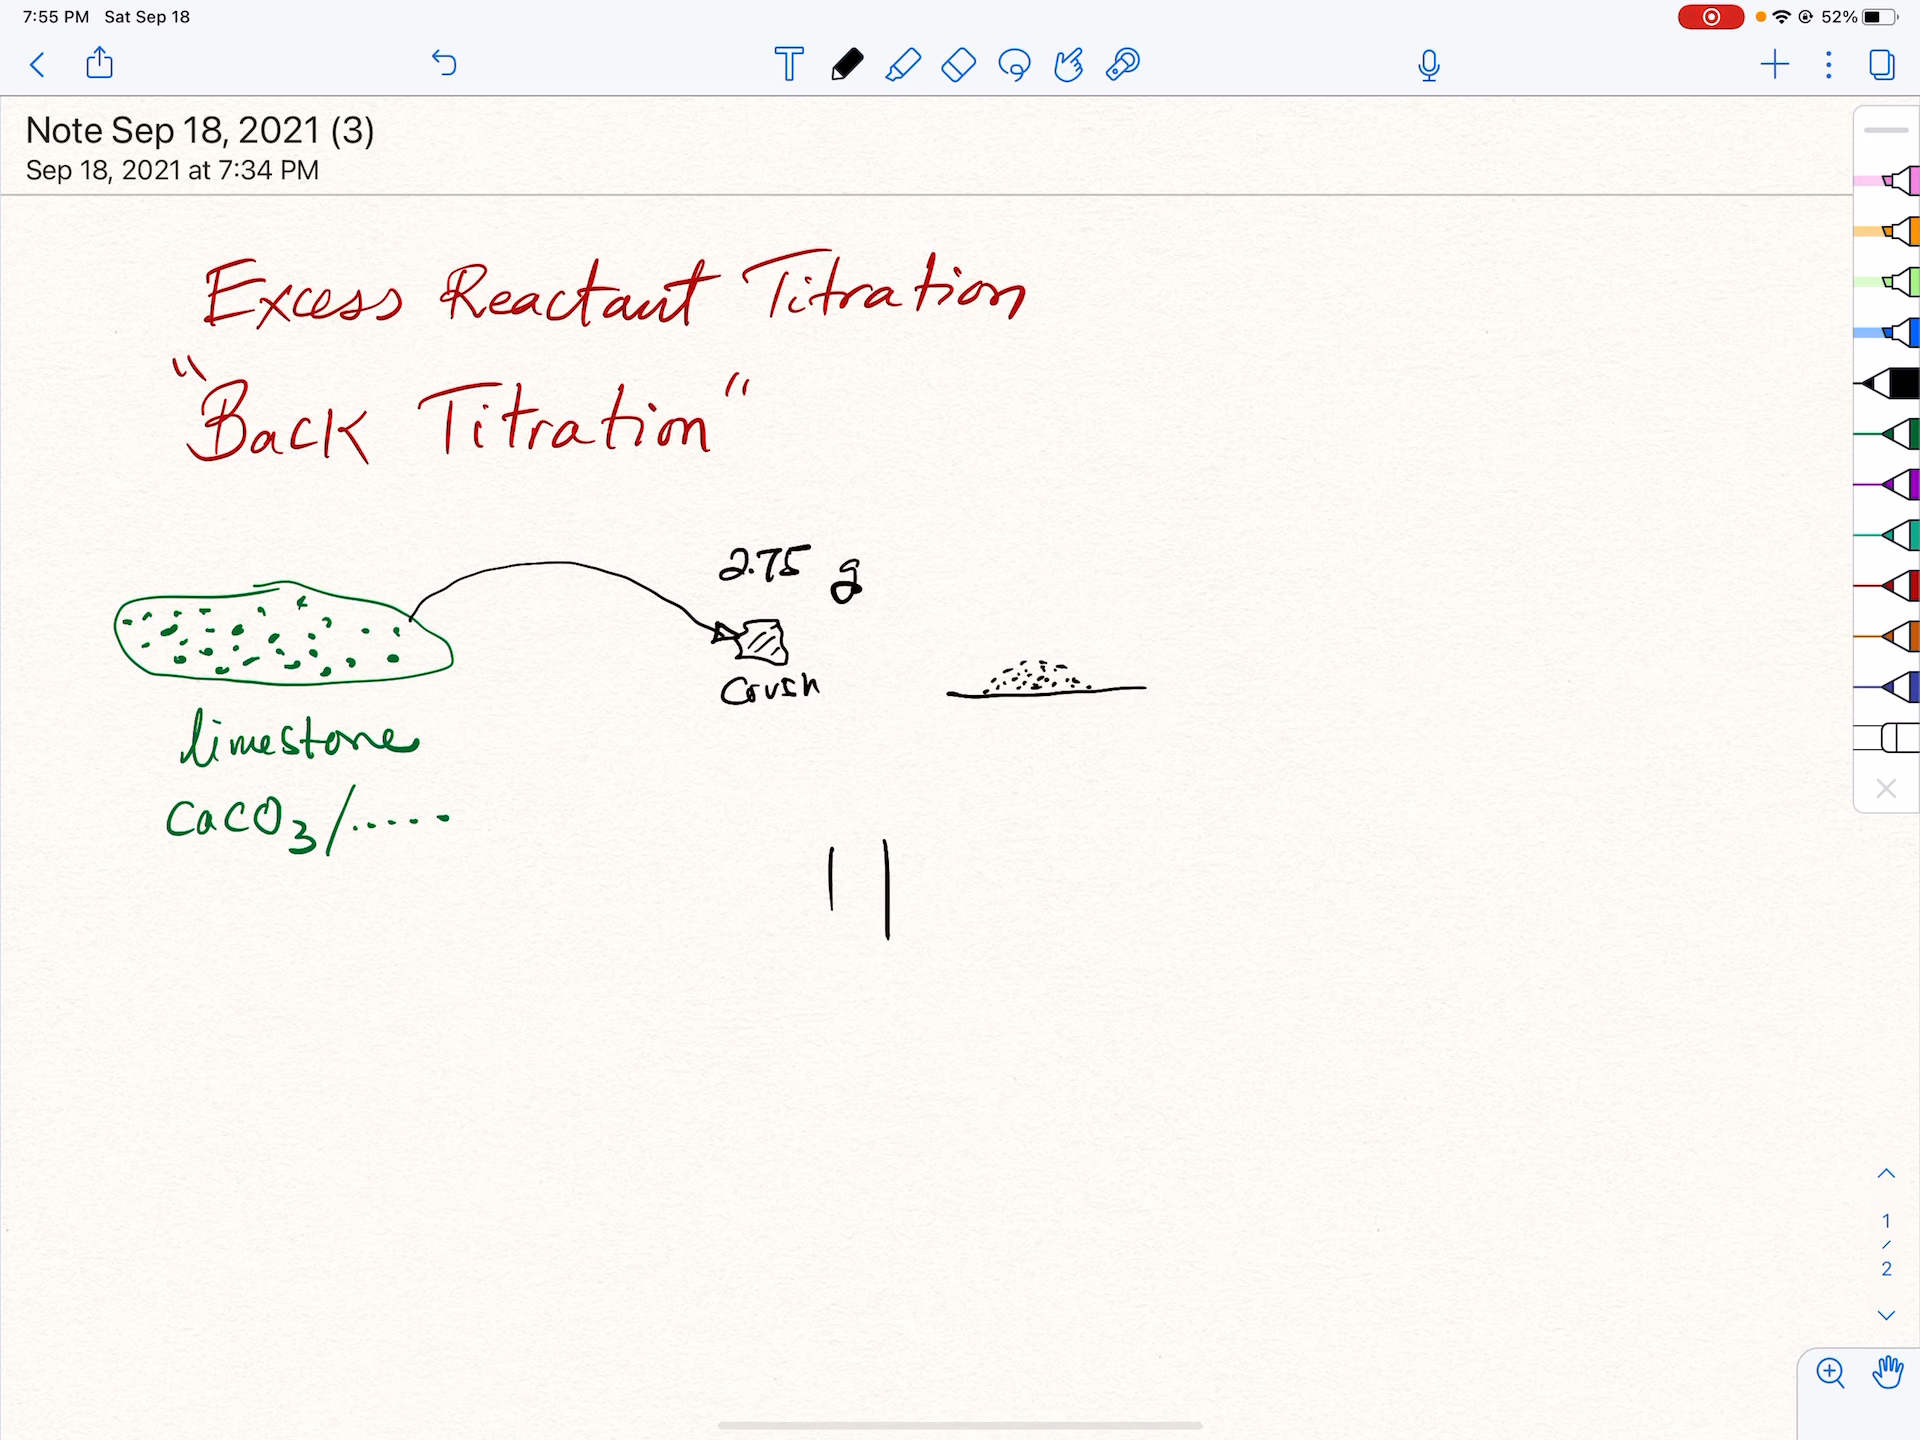 7:55 PM Sat Sep 18
52%
Note Sep 18, 2021 (3)
Sep 18, 2021 at 7:34 PM
Excess Reactant Titration
"Back Titration"
2.75 g
Crush
limestone
CaCO3/.....
1
/
2